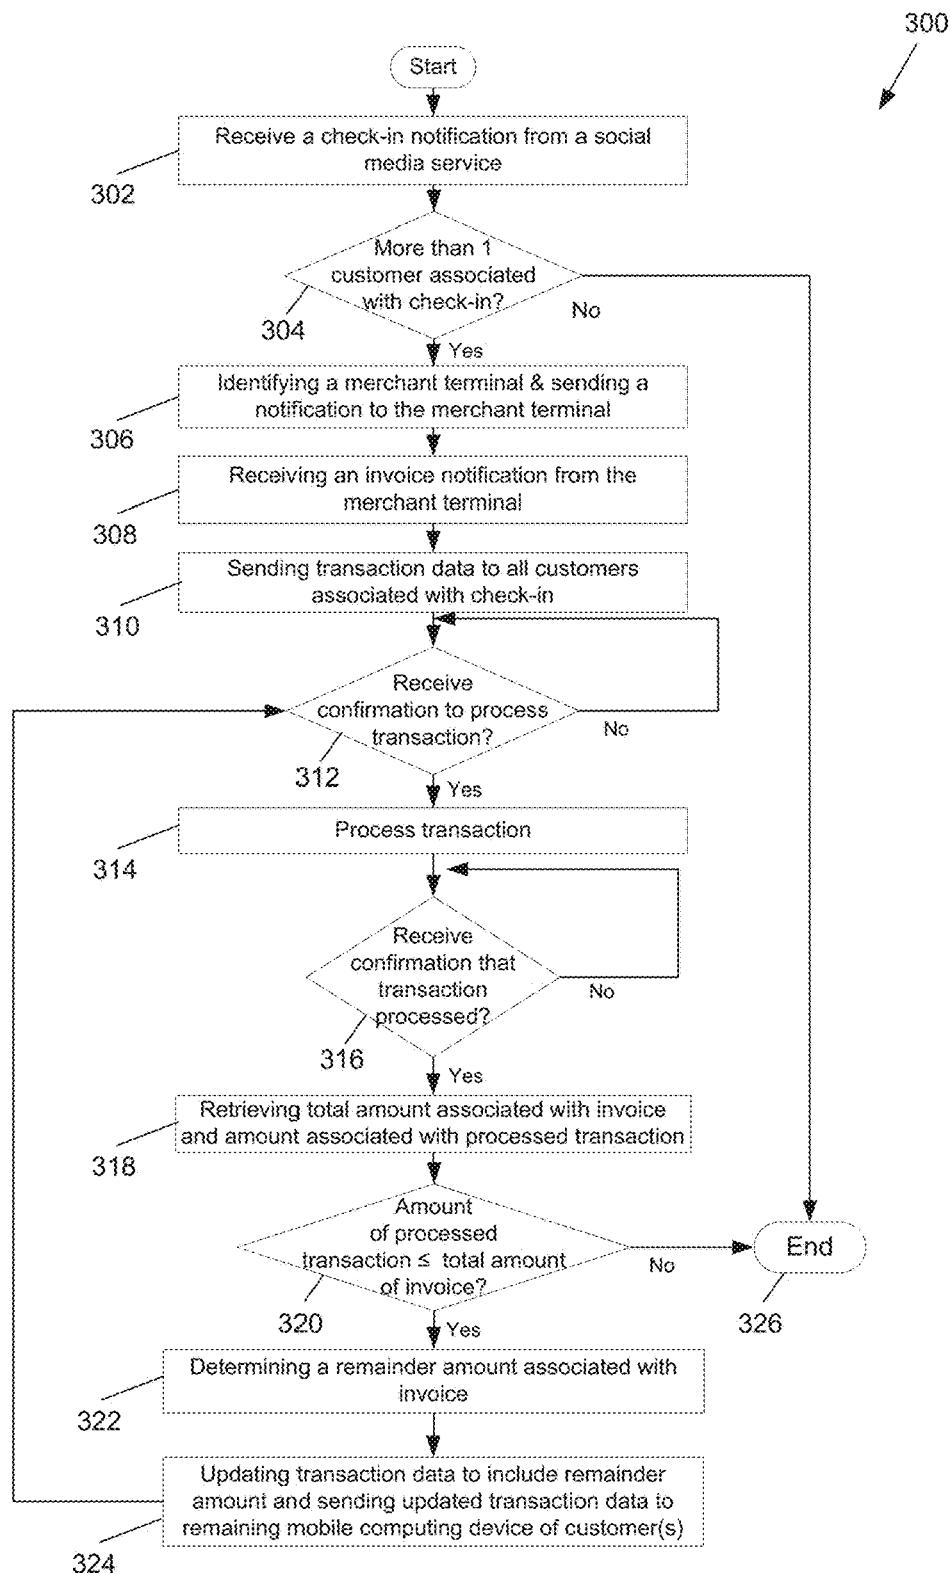 300
Start
Receive a check-in notification from a social
media service
302
More than 1
customer associated
with check-in?
304
No
Yes
Identifying a merchant terminal & sending a
notification to the merchant terminal
306
Receiving an invoice notification from the
merchant terminal
308
Sending transaction data to all customers
associated with check-in
310
Receive
confirmation to process
transaction?
312
No
Yes
Process transaction
314
Receive
confirmation that
transaction
processed?
316
No
Yes
Retrieving total amount associated with invoice
and amount associated with processed transaction
318
Amount
of processed
transaction ≤ total amount
of invoice?
320
No
End
326
Yes
Determining a remainder amount associated with
invoice
322
Updating transaction data to include remainder
amount and sending updated transaction data to
remaining mobile computing device of customer(s)
324